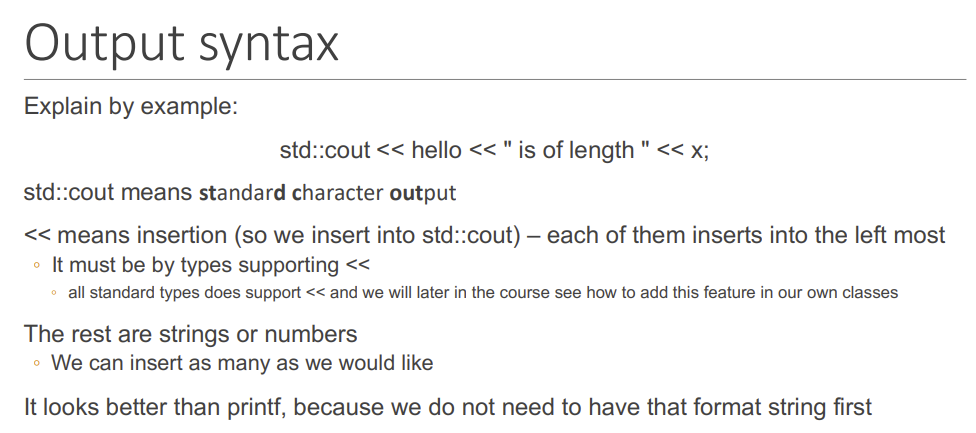 Output syntax
Explain by example:
std::cout << hello << " is of length " << x;
std::cout means standard character output
<< means insertion (so we insert into std::cout) – each of them inserts into the left most
◦ It must be by types supporting <<
◦ all standard types does support << and we will later in the course see how to add this feature in our own classes
The rest are strings or numbers
◦ We can insert as many as we would like
It looks better than printf, because we do not need to have that format string first